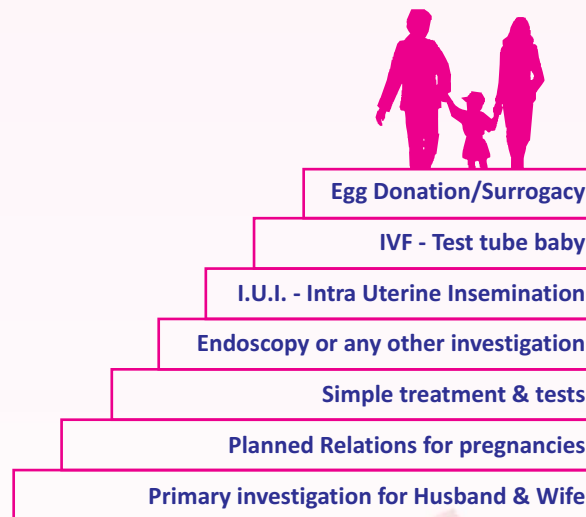 Egg Donation/Surrogacy
IVF - Test tube baby
I.U.I. - Intra Uterine Insemination
Endoscopy or any other investigation
Simple treatment & tests
Planned Relations for pregnancies
Primary investigation for Husband & Wife